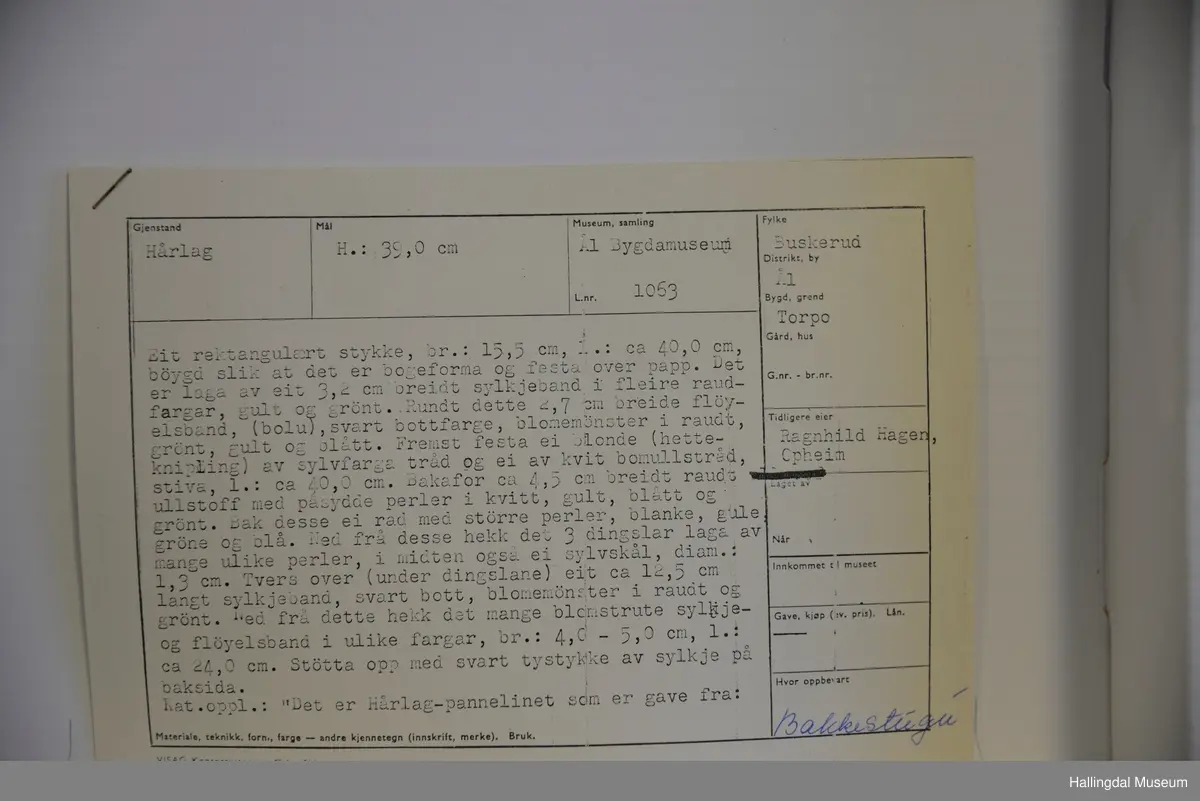 Gjenstand
Hårlag
Mål
H.: 39,0 cm
Museum, samling
Ål Bygdamuseum
L.nr. 1063
Fylke
Buskerud
Distrikt, by
Ål
Bygd, grend
Torpo
Gård, hus
G.nr. - br.nr.
Tidligere eier
Ragnhild Hagen,
Opheim
Laget av
Når
Innkommet til museet
Gave, kjøp (ev. pris). Lån.
Hvor oppbevart
Bakkestugu
Eit rektangulært stykke, br.: 15,5 cm, l.: ca 40,0 cm,
böygd slik at det er bogeforma og festa over papp. Det
er laga av eit 3,2 cm breidt sylkjeband i fleire raud-
fargar, gult og grönt. Rundt dette 2,7 cm breide flöy-
elsband, (bolu), svart bottfarge, blomemönster i raudt,
grönt, gult og blått. Fremst festa ei blonde (hette-
knipling) av sylvfarga tråd og ei av kvit bomullstråd,
stiva, l.: ca 40,0 cm. Bakafor ca 4,5 cm breidt raudt
ullstoff med påsydde perler i kvitt, gult, blått og
grönt. Bak desse ei rad med större perler, blanke, gule,
gröne og blå. Ned frå desse hekk det 3 dingslar laga av
mange ulike perler, i midten også ei sylvskål, diam.:
1,3 cm. Tvers over (under dingslane) eit ca 12,5 cm
langt sylkjeband, svart bott, blomemönster i raudt og
grönt. Ned frå dette hekk det mange blomstrute sylkje-
og flöyelsband i ulike fargar, br.: 4,0 - 5,0 cm, l.:
ca 24,0 cm. Stötta opp med svart tystykke av sylkje på
baksida.
Kat.oppl.: "Det er Hårlag-pannelinet som er gave fra:
Materiale, teknikk, form, farge — andre kjennetegn (innskrift, merke). Bruk.
Hallingdal Museum